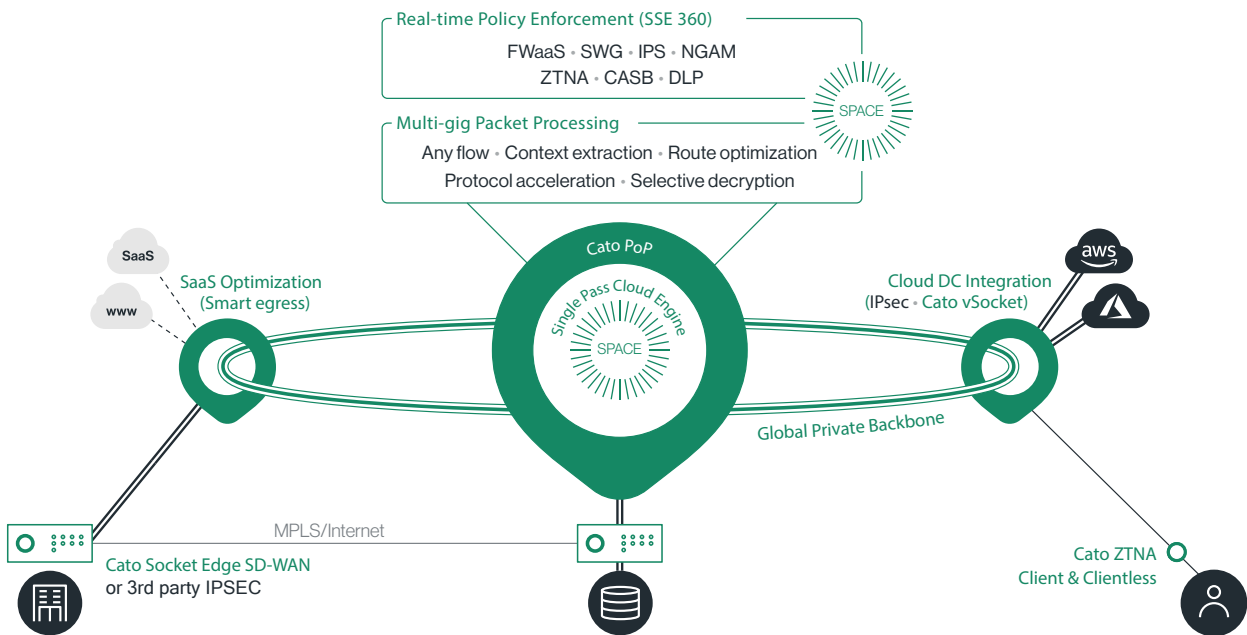 Real-time Policy Enforcement (SSE 360)
FWaaS • SWG • IPS • NGAM
ZTNA • CASB • DLP
SPACE
Multi-gig Packet Processing
Any flow • Context extraction • Route optimization
Protocol acceleration • Selective decryption
Cato PoP
Single Pass Cloud Engine
SPACE
SaaS
www
SaaS Optimization
(Smart egress)
Cloud DC Integration
(IPsec • Cato vSocket)
aws
Global Private Backbone
MPLS/Internet
Cato Socket Edge SD-WAN
or 3rd party IPSEC
Cato ZTNA
Client & Clientless